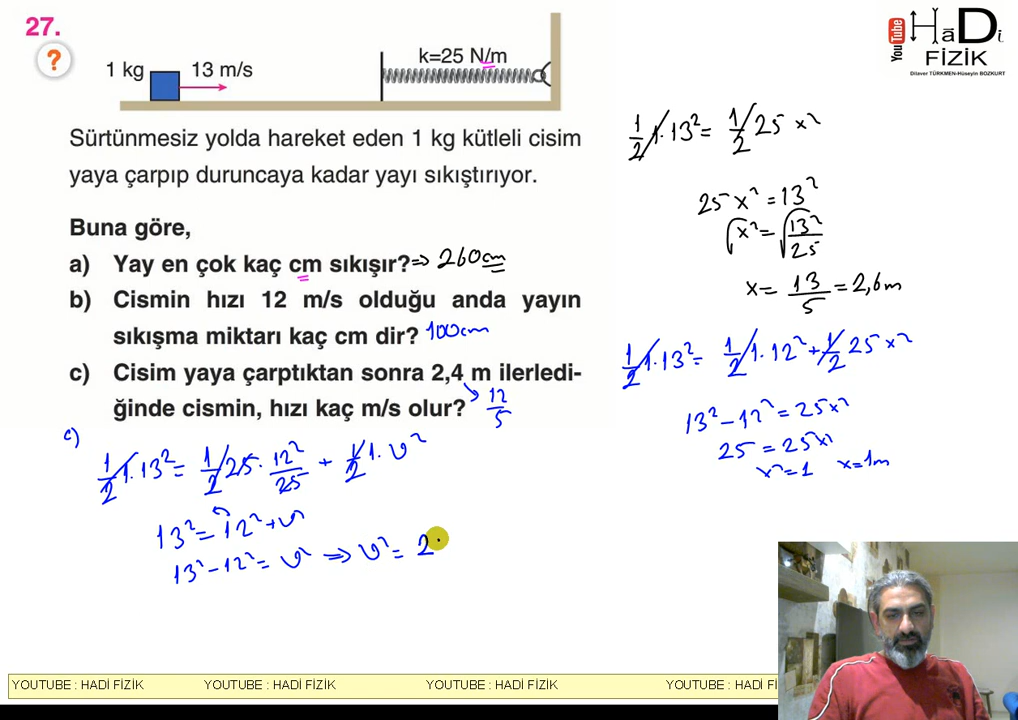 27.
?
1 kg
13 m/s
k=25 N/m
YouTube HāDi
FİZİK
Dilaver TÜRKMEN-Hüseyin BOZKURT
Sürtünmesiz yolda hareket eden 1 kg kütleli cisim
yaya çarpıp duruncaya kadar yayı sıkıştırıyor.
Buna göre,
a) Yay en çok kaç cm sıkışır? ⇒ 260cm
b) Cismin hızı 12 m/s olduğu anda yayın
sıkışma miktarı kaç cm dir? 100cm
c) Cisim yaya çarptıktan sonra 2,4 m ilerledi-
ğinde cismin, hızı kaç m/s olur? 12/5
1/2 1·13² = 1/2 25 x²
25 x² = 13²
√x² = √13²/25
x = 13/5 = 2,6m
1/2 1·13² = 1/2 1·12² + 1/2 25 x²
13² - 12² = 25x²
25 = 25x²
x² = 1 x = 1m
c)
1/2 1·13² = 1/2 25 · 12²/25 + 1/2 1·v²
13² = 12² + v²
13² - 12² = v² ⇒ v² = 2
YOUTUBE : HADİ FİZİK YOUTUBE : HADİ FİZİK YOUTUBE : HADİ FİZİK YOUTUBE : HADİ Fİ